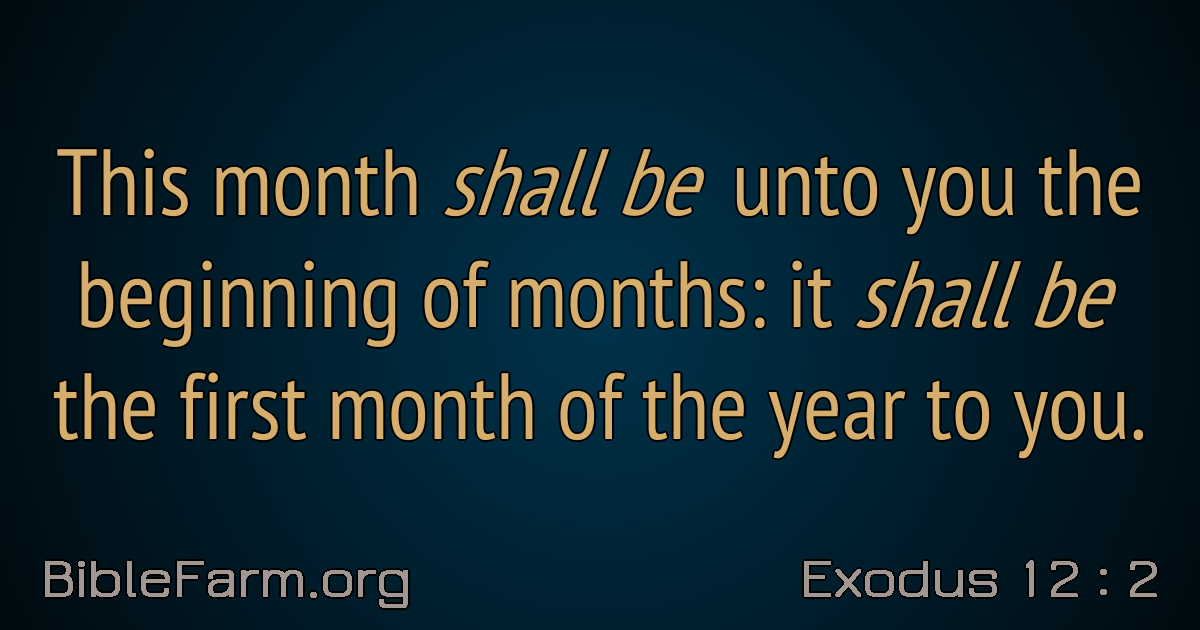 This month shall be unto you the
beginning of months: it shall be
the first month of the year to you.
BibleFarm.org
Exodus 12 : 2